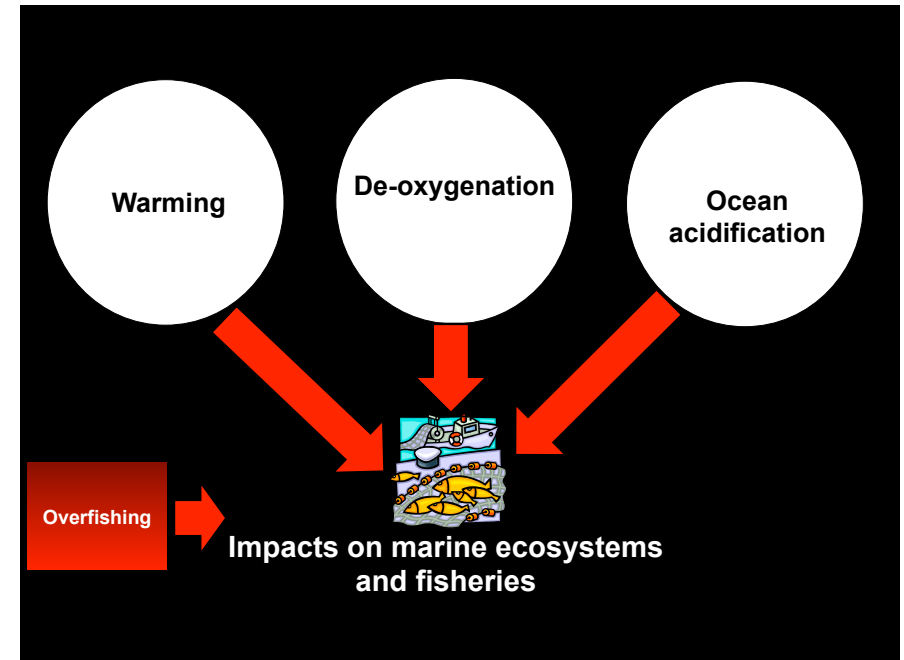 Warming
De-oxygenation
Ocean
acidification
Overfishing
Impacts on marine ecosystems
and fisheries